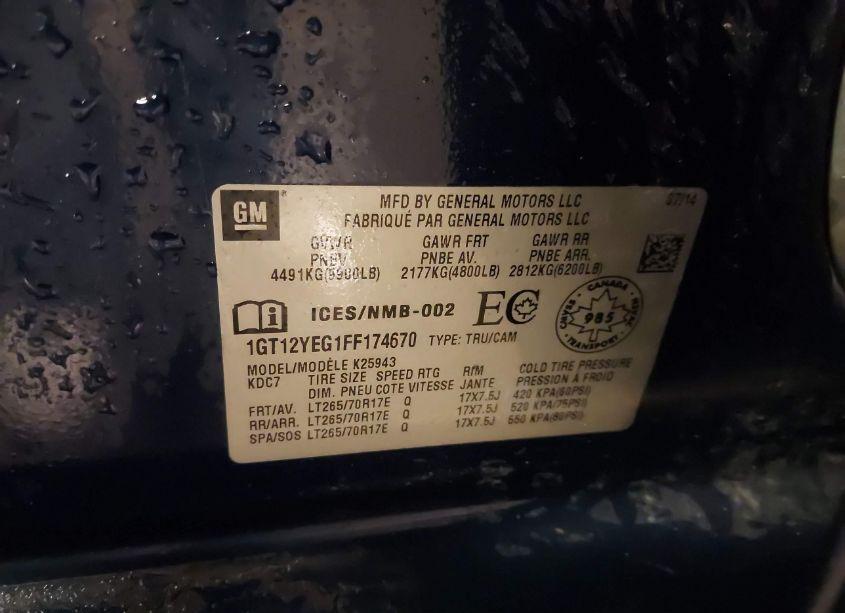 GM
MFD BY GENERAL MOTORS LLC 07/14
FABRIQUÉ PAR GENERAL MOTORS LLC
GVWR GAWR FRT GAWR RR
PNBV PNBE AV. PNBE ARR.
4491KG(9900LB) 2177KG(4800LB) 2812KG(6200LB)
ICES/NMB-002 EC
CANADA
985
TRANSPORT
1GT12YEG1FF174670 TYPE: TRU/CAM
MODEL/MODÈLE K25943
KDC7 TIRE SIZE SPEED RTG RIM COLD TIRE PRESSURE
DIM. PNEU COTE VITESSE JANTE PRESSION A FROID
FRT/AV. LT265/70R17E Q 17X7.5J 420 KPA(60PSI)
RR/ARR. LT265/70R17E Q 17X7.5J 520 KPA(75PSI)
SPA/SOS LT265/70R17E Q 17X7.5J 550 KPA(80PSI)